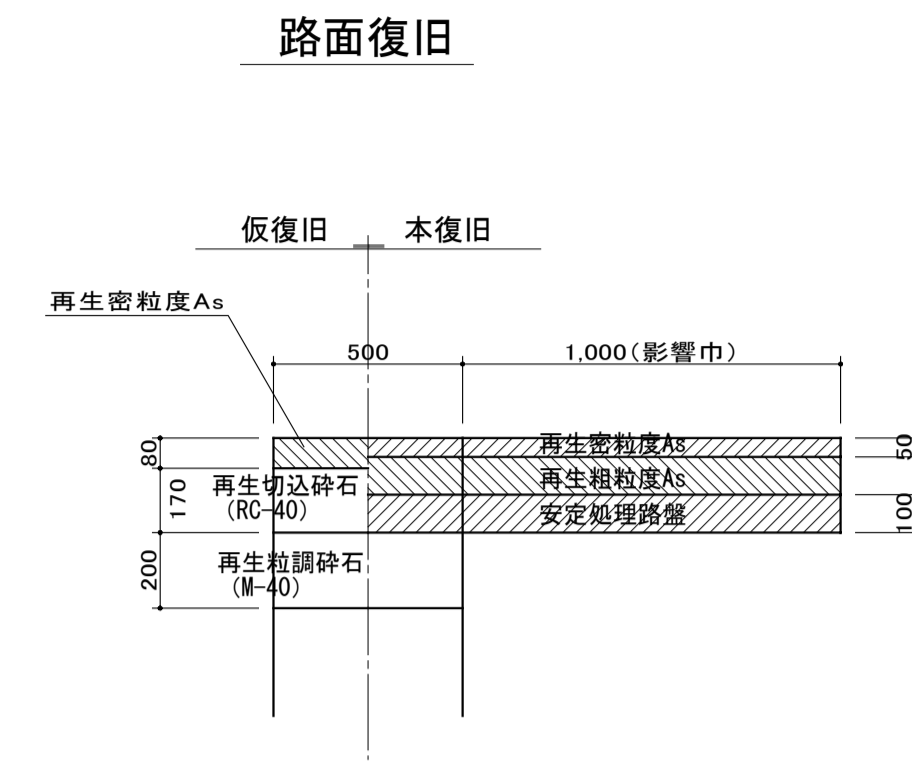 路面復旧
仮復旧 本復旧
再生密粒度As
500 1,000(影響巾)
80 再生密粒度As 50
170 再生切込砕石 再生粗粒度As
(RC-40) 安定処理路盤 100
200 再生粒調砕石
(M-40)